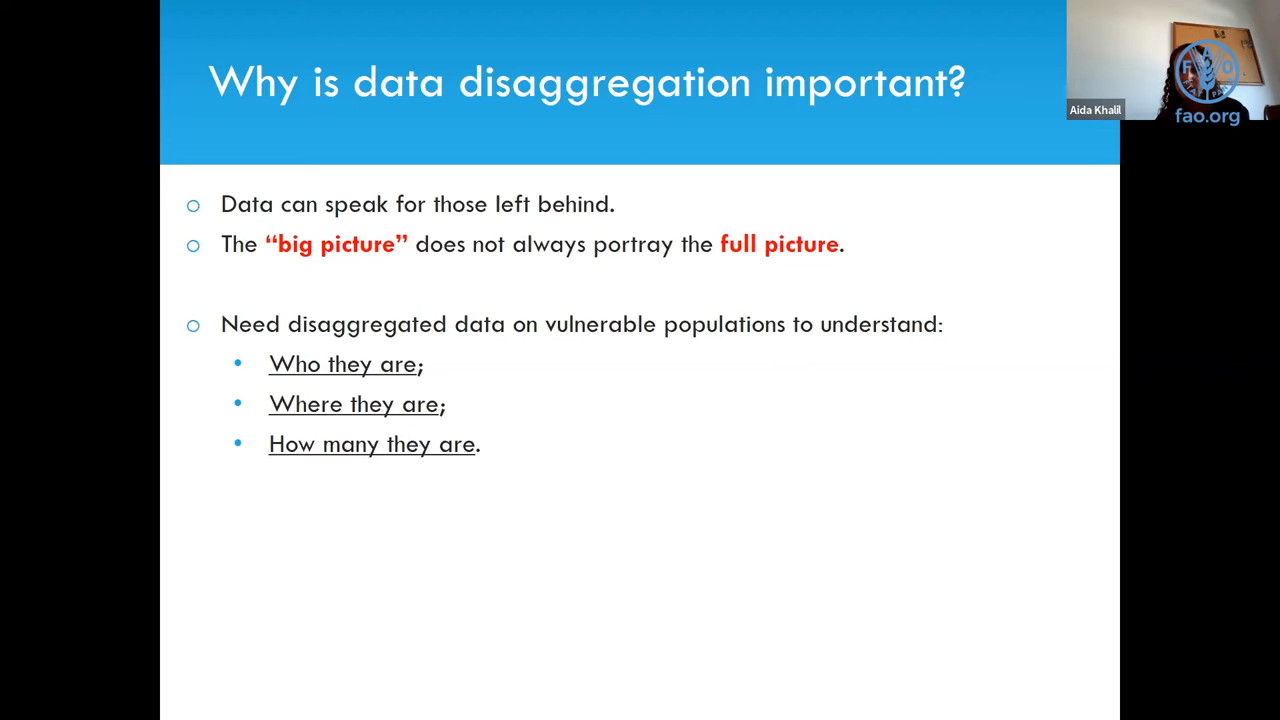 Why is data disaggregation important?
Aida Khalil
F A O
fao.org
Data can speak for those left behind.
The “big picture” does not always portray the full picture.
Need disaggregated data on vulnerable populations to understand:
Who they are;
Where they are;
How many they are.